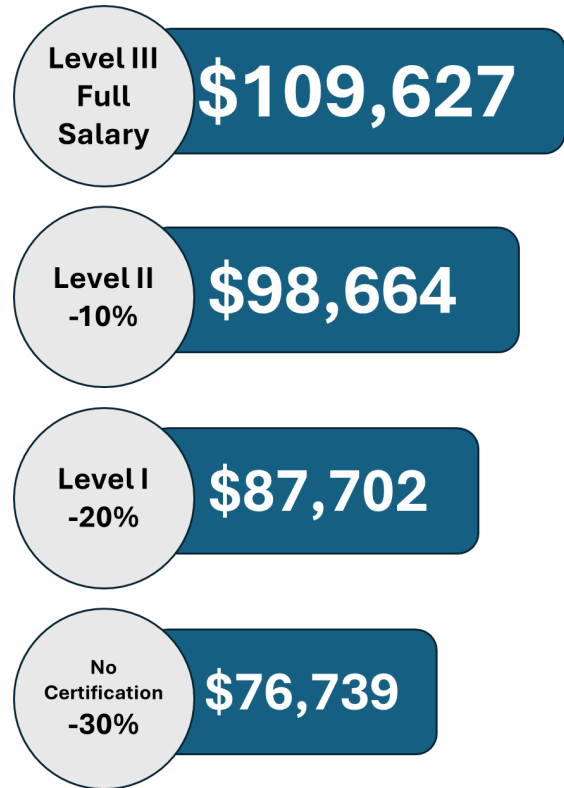 Level III
Full
Salary
$109,627
Level II
-10%
$98,664
Level I
-20%
$87,702
No
Certification
-30%
$76,739